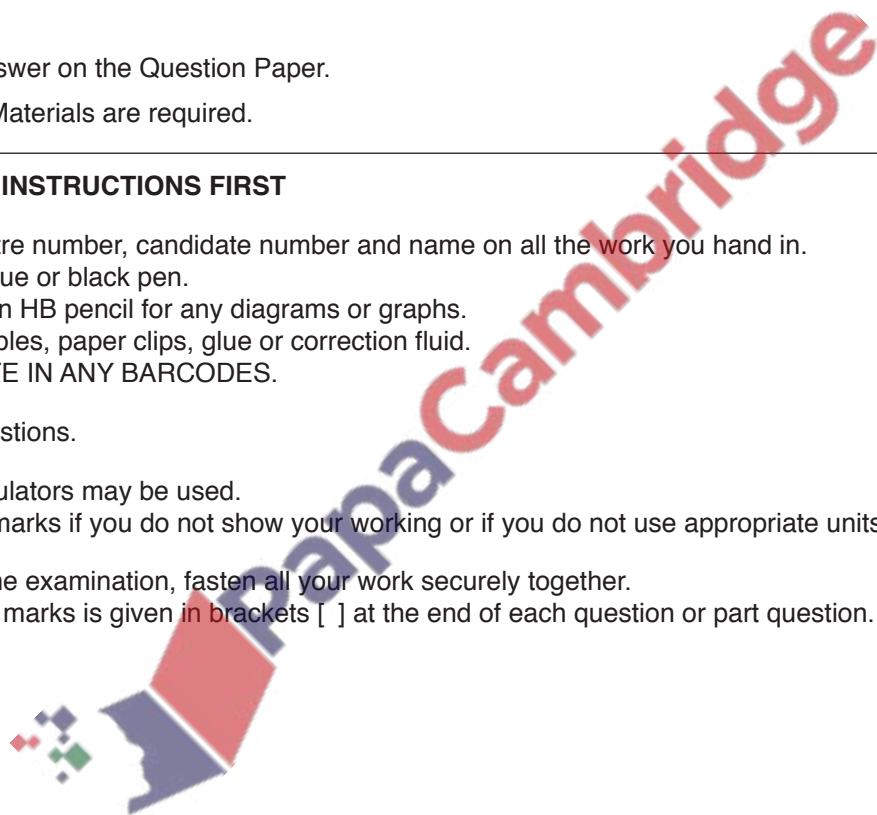 swer on the Question Paper.
Materials are required.
INSTRUCTIONS FIRST
tre number, candidate number and name on all the work you hand in.
ue or black pen.
n HB pencil for any diagrams or graphs.
ples, paper clips, glue or correction fluid.
TE IN ANY BARCODES.
stions.
ulators may be used.
marks if you do not show your working or if you do not use appropriate units
ne examination, fasten all your work securely together.
marks is given in brackets [ ] at the end of each question or part question.
PapaCambridge